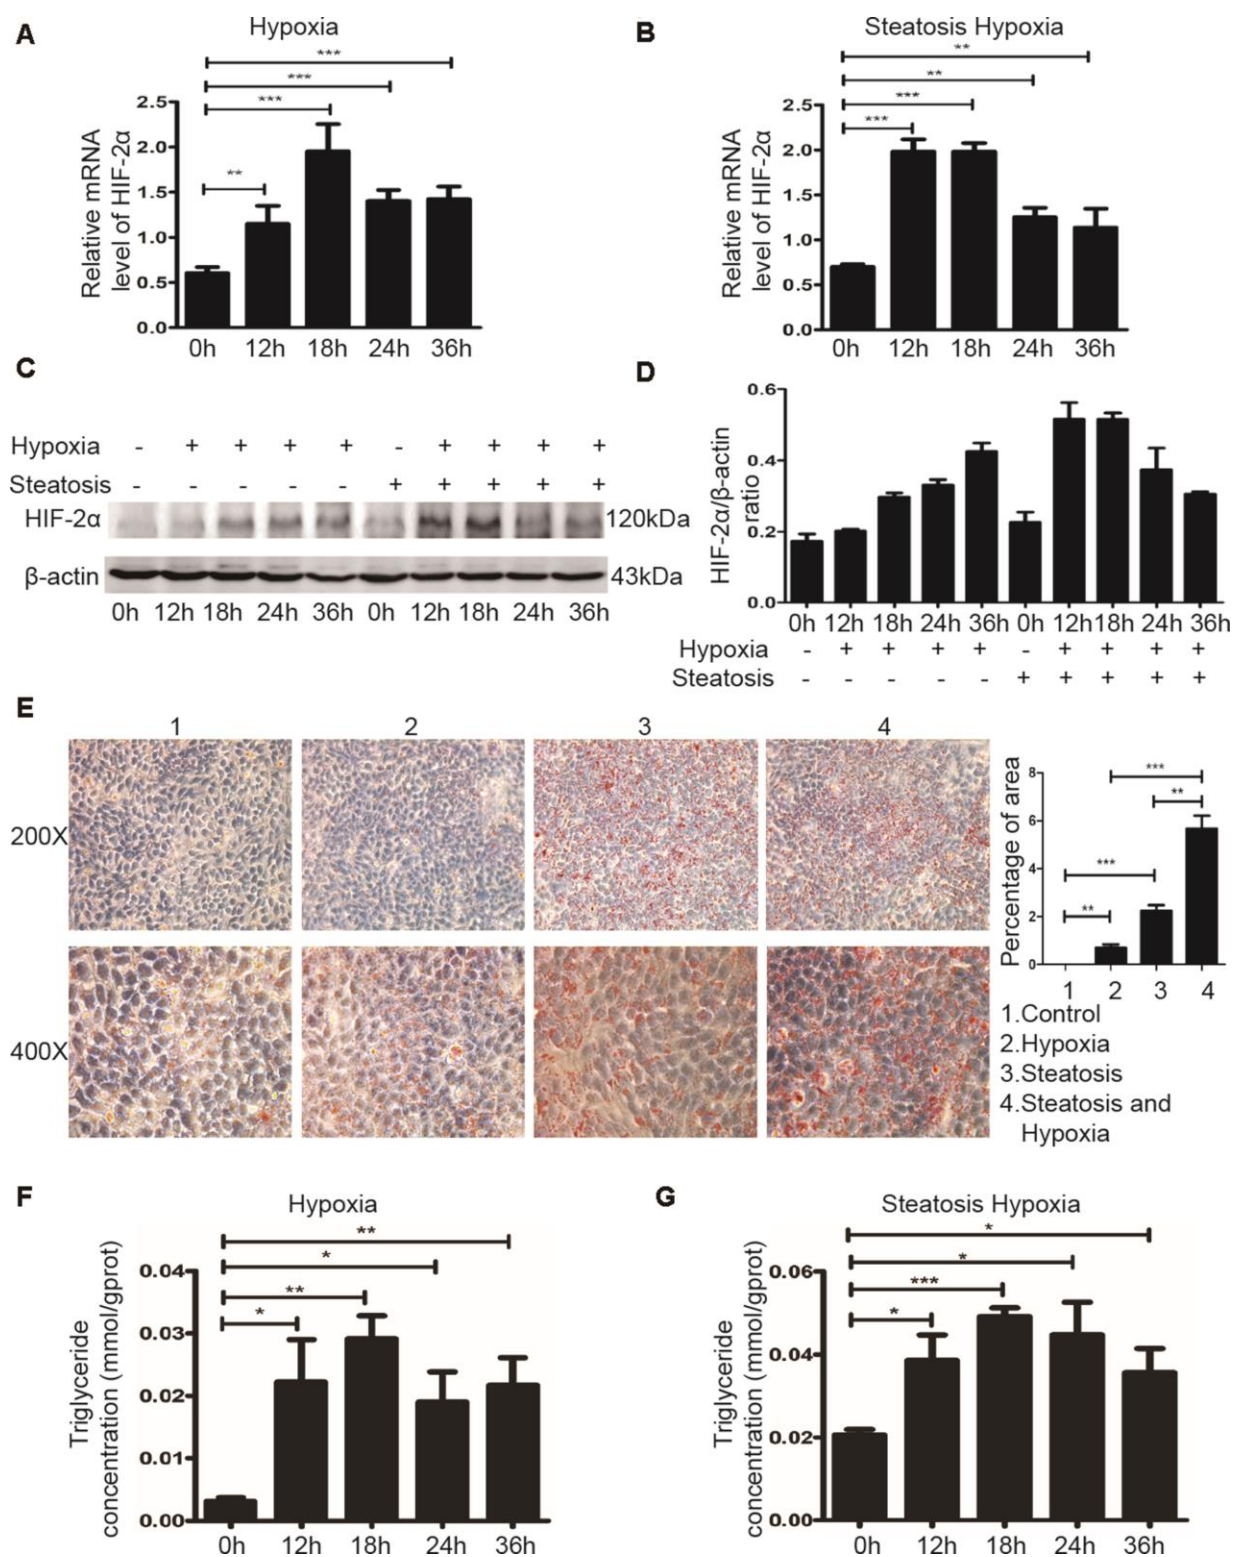 A
Hypoxia
***
***
***
**
Relative mRNA
level of HIF-2α
2.5
2.0
1.5
1.0
0.5
0.0
0h 12h 18h 24h 36h
B
Steatosis Hypoxia
**
**
***
***
Relative mRNA
level of HIF-2α
2.5
2.0
1.5
1.0
0.5
0.0
0h 12h 18h 24h 36h
C
Hypoxia - + + + + - + + + +
Steatosis - - - - - + + + + +
HIF-2α 120kDa
β-actin 43kDa
0h 12h 18h 24h 36h 0h 12h 18h 24h 36h
D
HIF-2α/β-actin
ratio
0.6
0.4
0.2
0.0
0h 12h 18h 24h 36h 0h 12h 18h 24h 36h
Hypoxia - + + + + - + + + +
Steatosis - - - - - + + + + +
E
1 2 3 4
200X
400X
Percentage of area
8
6
4
2
0
***
**
***
**
1 2 3 4
1.Control
2.Hypoxia
3.Steatosis
4.Steatosis and
Hypoxia
F
Hypoxia
**
*
**
*
Triglyceride
concentration (mmol/gprot)
0.04
0.03
0.02
0.01
0.00
0h 12h 18h 24h 36h
G
Steatosis Hypoxia
*
*
***
*
Triglyceride
concentration (mmol/gprot)
0.06
0.04
0.02
0.00
0h 12h 18h 24h 36h